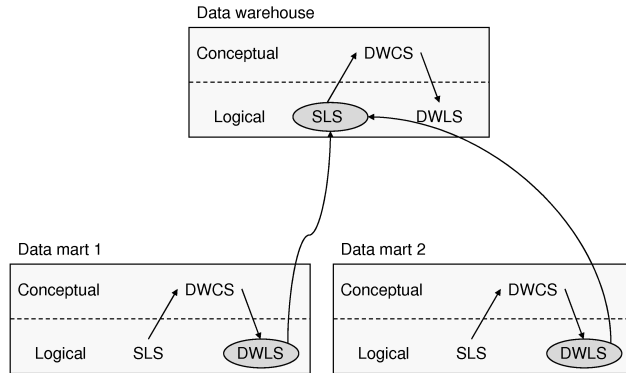 Data warehouse
Conceptual DWCS
Logical SLS DWLS
Data mart 1 Data mart 2
Conceptual DWCS Conceptual DWCS
Logical SLS DWLS Logical SLS DWLS